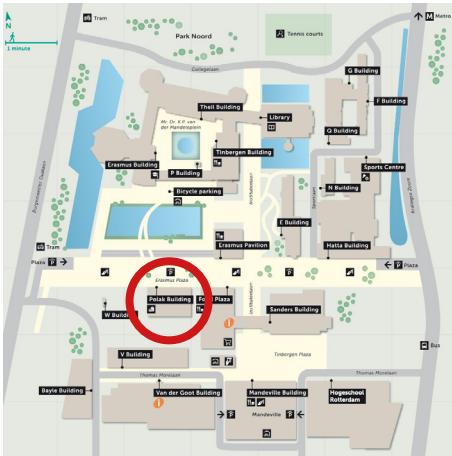 N
1 minute
Tram
Park Noord
Tennis courts
M Metro
Collegelaan
G Building
F Building
Theil Building
Library
Mr. Dr. K.P. van
der Mandeleplein
Q Building
Tinbergen Building
Erasmus Building
P Building
Sports Centre
Bicycle parking
N Building
Burgemeester Oudlaan
Institutenlaan
E Building
Tram
Erasmus Pavilion
Hatta Building
Plaza P
P Plaza
P
P
Erasmus Plaza
Polak Building
Plaza
W Building
i
Sanders Building
Tinbergen Plaza
Bus
V Building
Thomas Morelaan
Thomas Morelaan
Bayle Building
Van der Goot Building
i
Mandeville Building
Hogeschool
Rotterdam
Mandeville
P
P